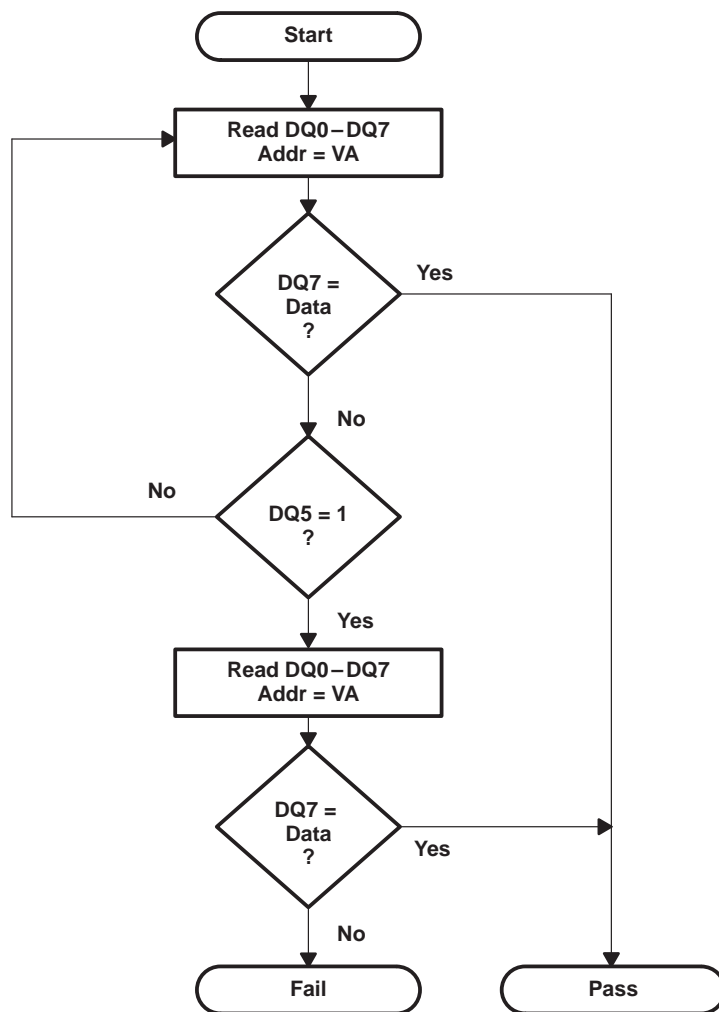 Start
Read DQ0–DQ7
Addr = VA
DQ7 =
Data
?
Yes
No
DQ5 = 1
?
No
Yes
Read DQ0–DQ7
Addr = VA
DQ7 =
Data
?
Yes
No
Fail
Pass